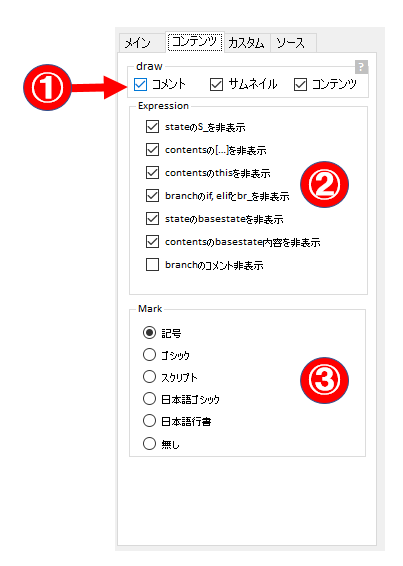 メイン コンテンツ カスタム ソース
draw ?
① コメント サムネイル コンテンツ
Expression
stateのS_を非表示
contentsの[...]を非表示
contentsのthisを非表示
②
branchのif, elifとbr_を非表示
stateのbasestateを非表示
contentsのbasestate内容を非表示
branchのコメント非表示
Mark
記号
ゴシック
スクリプト
③
日本語ゴシック
日本語行書
無し